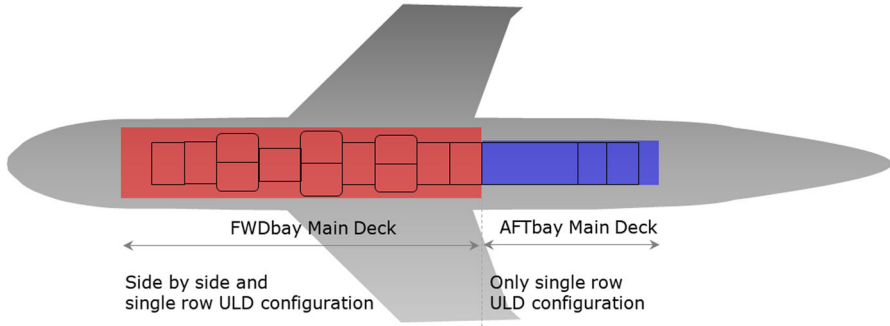 FWDbay Main Deck
AFTbay Main Deck
Side by side and
single row ULD configuration
Only single row
ULD configuration